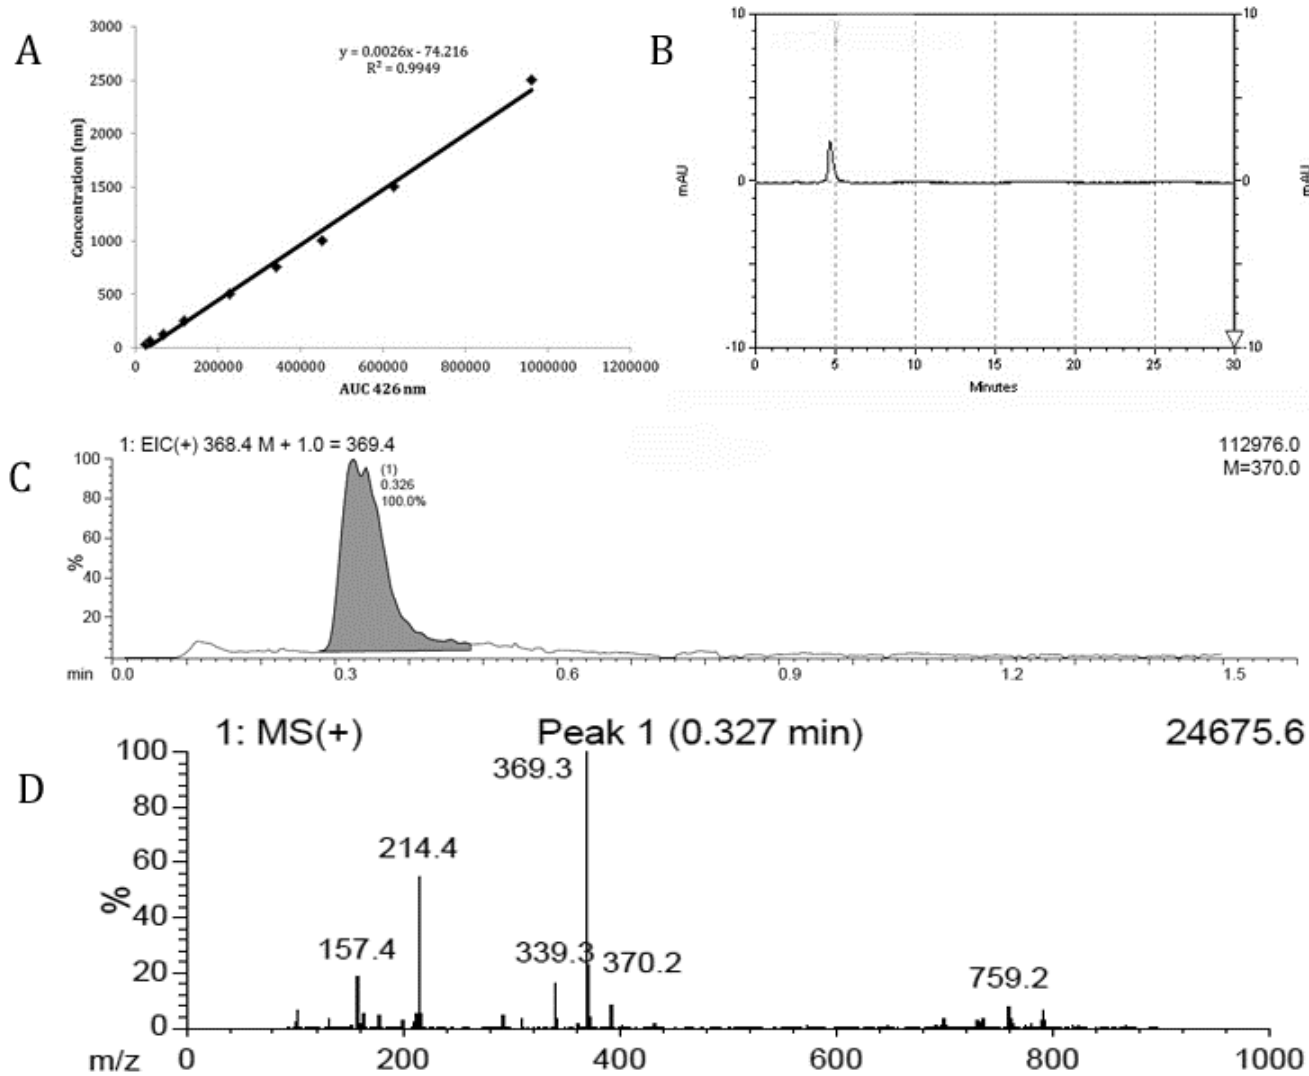 A
3000
2500
2000
1500
1000
500
0
Concentration (nm)
y = 0.0026x - 74.216
R² = 0.9949
0 200000 400000 600000 800000 1000000 1200000
AUC 426 nm
B
10 10
0 0
-10 -10
mAU mAU
0 5 10 15 20 25 30
Minutes
C
1: EIC(+) 368.4 M + 1.0 = 369.4
112976.0
M=370.0
100
80
60
40
20
%
(1)
0.326
100.0%
min 0.0 0.3 0.6 0.9 1.2 1.5
D
1: MS(+) Peak 1 (0.327 min) 24675.6
100
80
60
40
20
0
%
369.3
214.4
157.4
339.3
370.2
759.2
m/z 0 200 400 600 800 1000